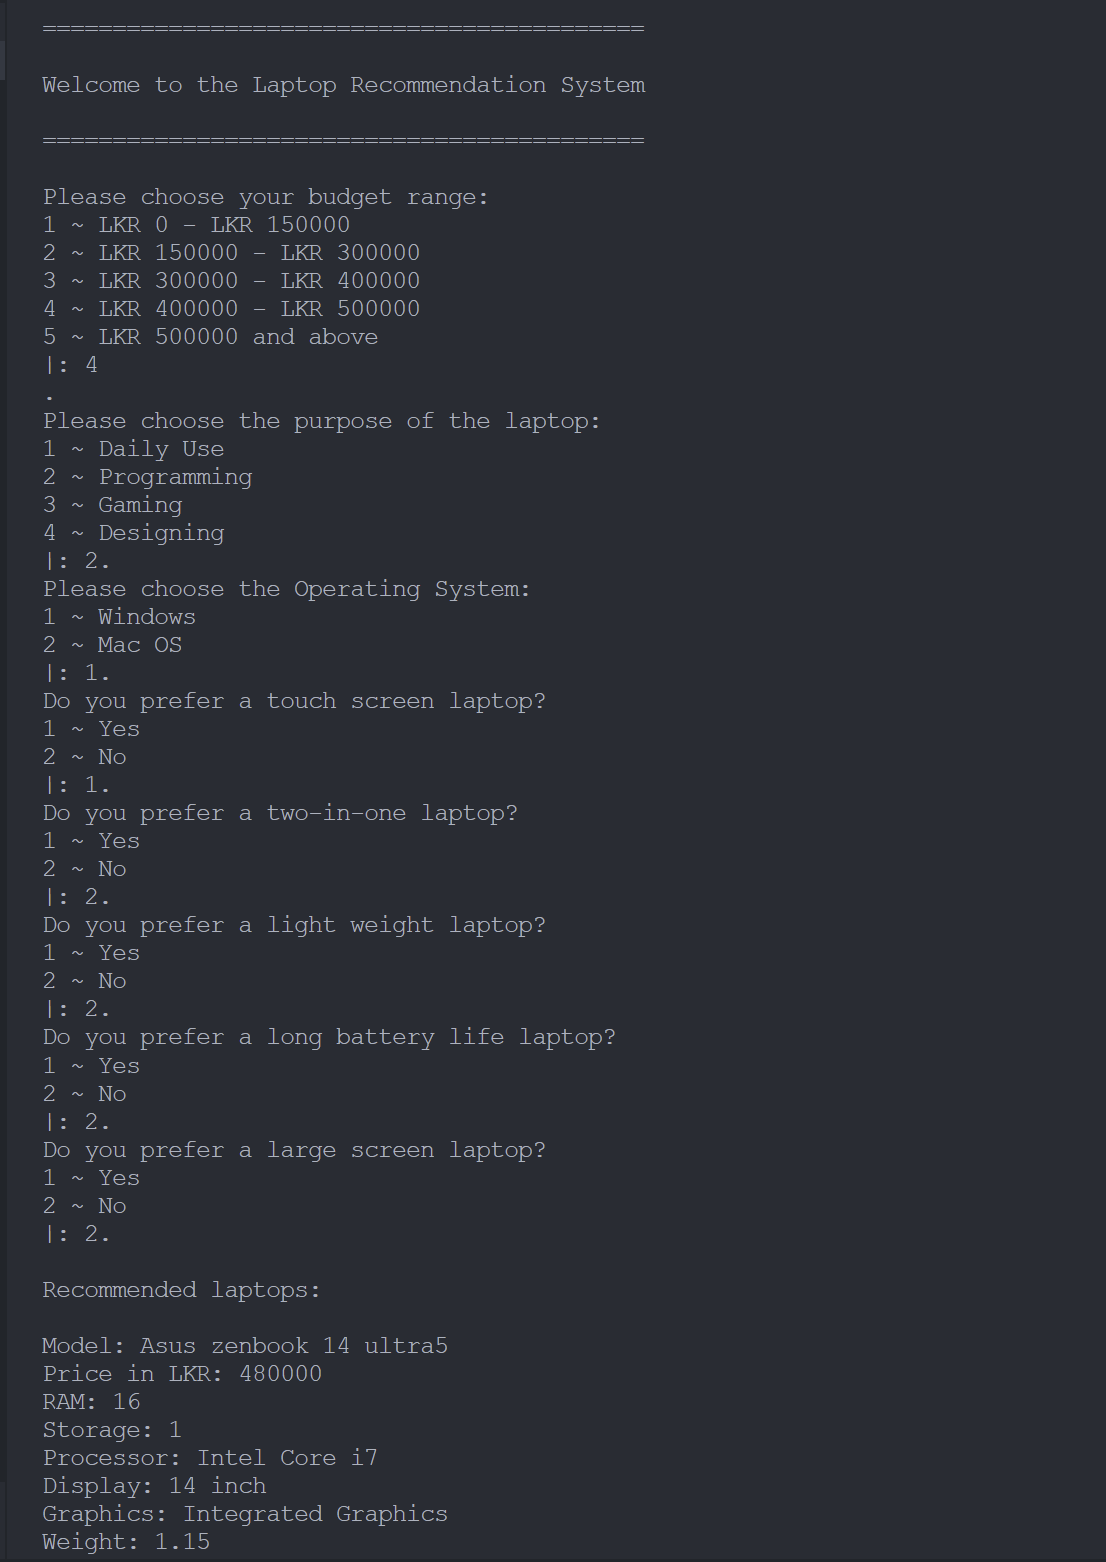 ===========================================
Welcome to the Laptop Recommendation System
===========================================
Please choose your budget range:
1 ~ LKR 0 - LKR 150000
2 ~ LKR 150000 - LKR 300000
3 ~ LKR 300000 - LKR 400000
4 ~ LKR 400000 - LKR 500000
5 ~ LKR 500000 and above
|: 4
.
Please choose the purpose of the laptop:
1 ~ Daily Use
2 ~ Programming
3 ~ Gaming
4 ~ Designing
|: 2.
Please choose the Operating System:
1 ~ Windows
2 ~ Mac OS
|: 1.
Do you prefer a touch screen laptop?
1 ~ Yes
2 ~ No
|: 1.
Do you prefer a two-in-one laptop?
1 ~ Yes
2 ~ No
|: 2.
Do you prefer a light weight laptop?
1 ~ Yes
2 ~ No
|: 2.
Do you prefer a long battery life laptop?
1 ~ Yes
2 ~ No
|: 2.
Do you prefer a large screen laptop?
1 ~ Yes
2 ~ No
|: 2.
Recommended laptops:
Model: Asus zenbook 14 ultra5
Price in LKR: 480000
RAM: 16
Storage: 1
Processor: Intel Core i7
Display: 14 inch
Graphics: Integrated Graphics
Weight: 1.15